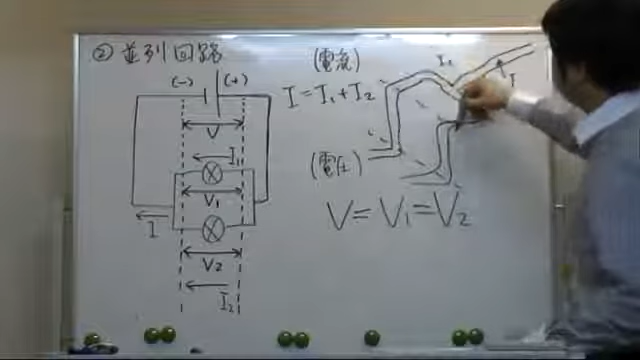 ② 並列回路
(−) (+)
V
I₁
V₁
I
V₂
I₂
(電流)
I = I₁ + I₂
(電圧)
V = V₁ = V₂
I₁
I